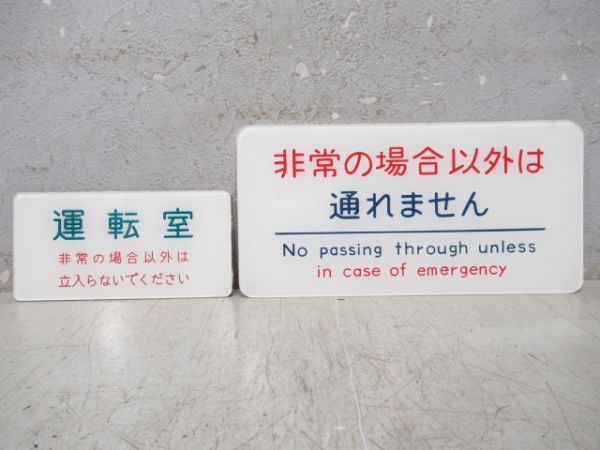 運転室
非常の場合以外は
立入らないでください
非常の場合以外は
通れません
No passing through unless
in case of emergency